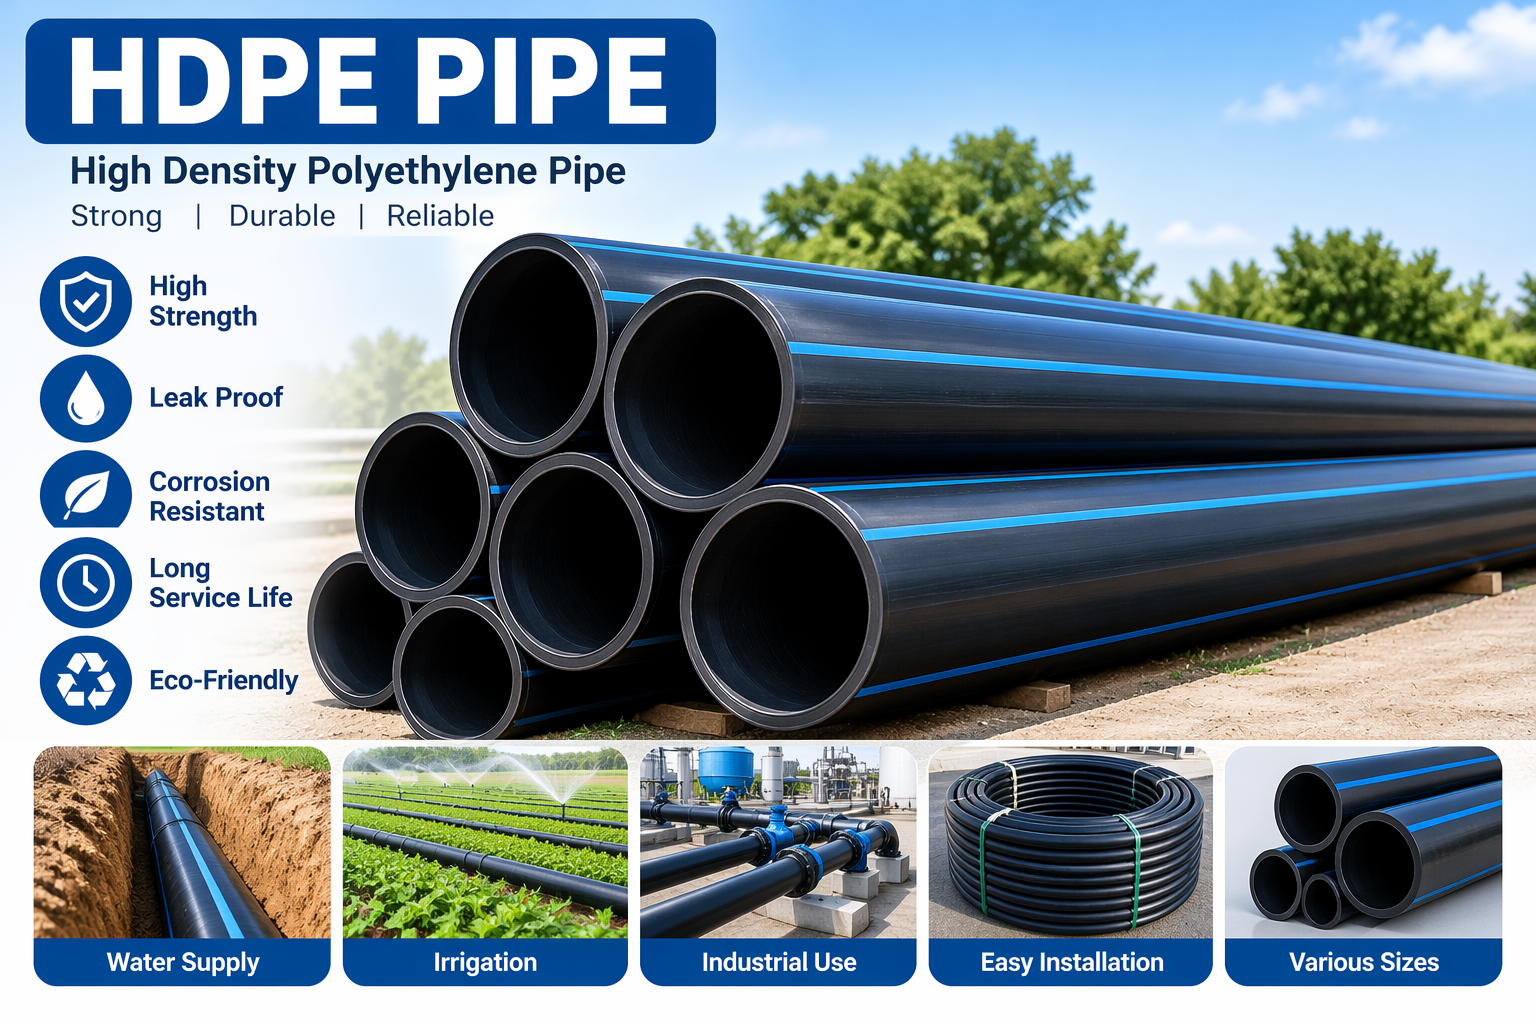 HDPE PIPE
High Density Polyethylene Pipe
Strong | Durable | Reliable
High
Strength
Leak Proof
Corrosion
Resistant
Long
Service Life
Eco-Friendly
Water Supply
Irrigation
Industrial Use
Easy Installation
Various Sizes